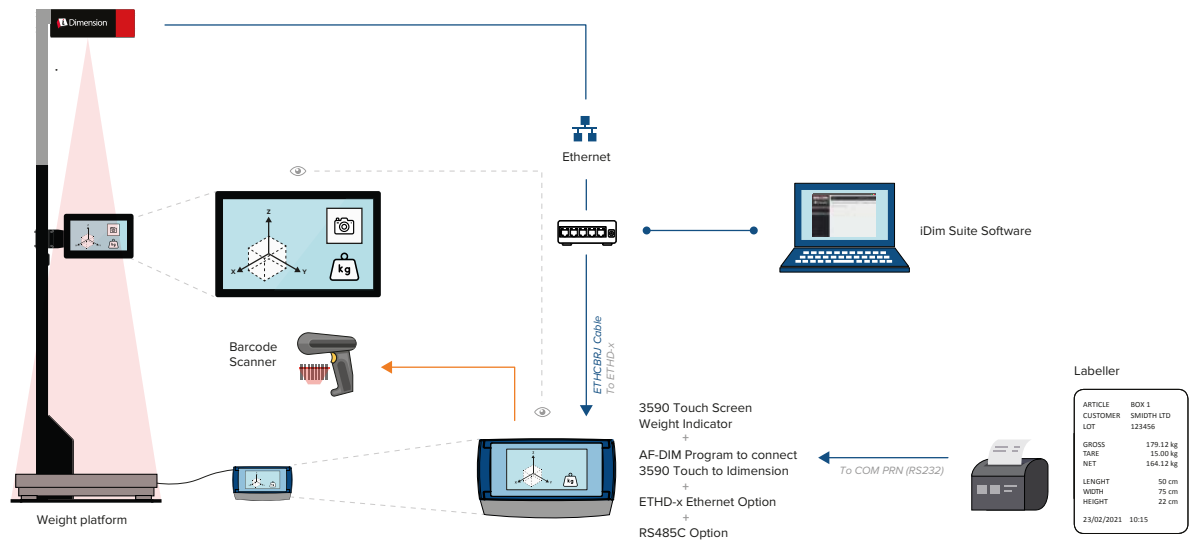 Dimension
Ethernet
iDim Suite Software
Z
X
Y
kg
Barcode
Scanner
ETHCBRJ Cable
To ETHD-x
3590 Touch Screen
Weight Indicator
+
AF-DIM Program to connect
3590 Touch to Idimension
+
ETHD-x Ethernet Option
+
RS485C Option
To COM PRN (RS232)
Labeller
ARTICLE BOX 1
CUSTOMER SMIDTH LTD
LOT 123456
GROSS 179.12 kg
TARE 15.00 kg
NET 164.12 kg
LENGHT 50 cm
WIDTH 75 cm
HEIGHT 22 cm
23/02/2021 10:15
Weight platform